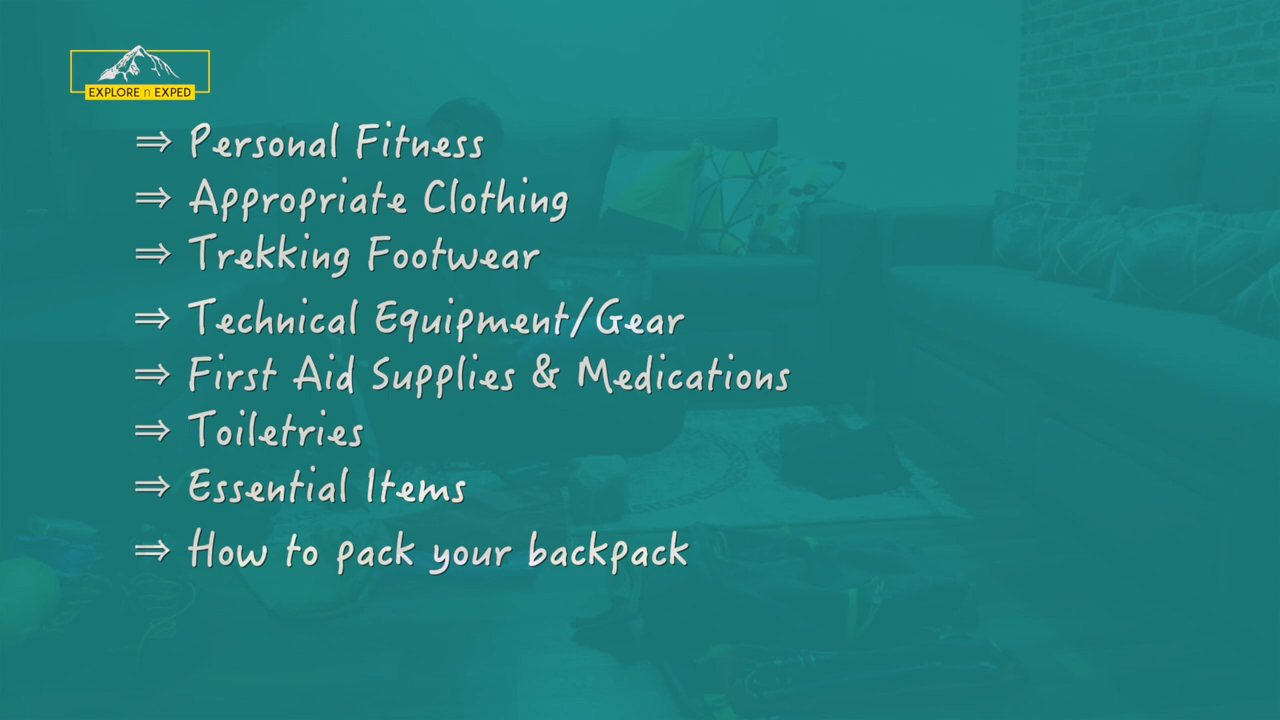 EXPLORE n EXPED
⇒ Personal Fitness
⇒ Appropriate Clothing
⇒ Trekking Footwear
⇒ Technical Equipment/Gear
⇒ First Aid Supplies & Medications
⇒ Toiletries
⇒ Essential Items
⇒ How to pack your backpack